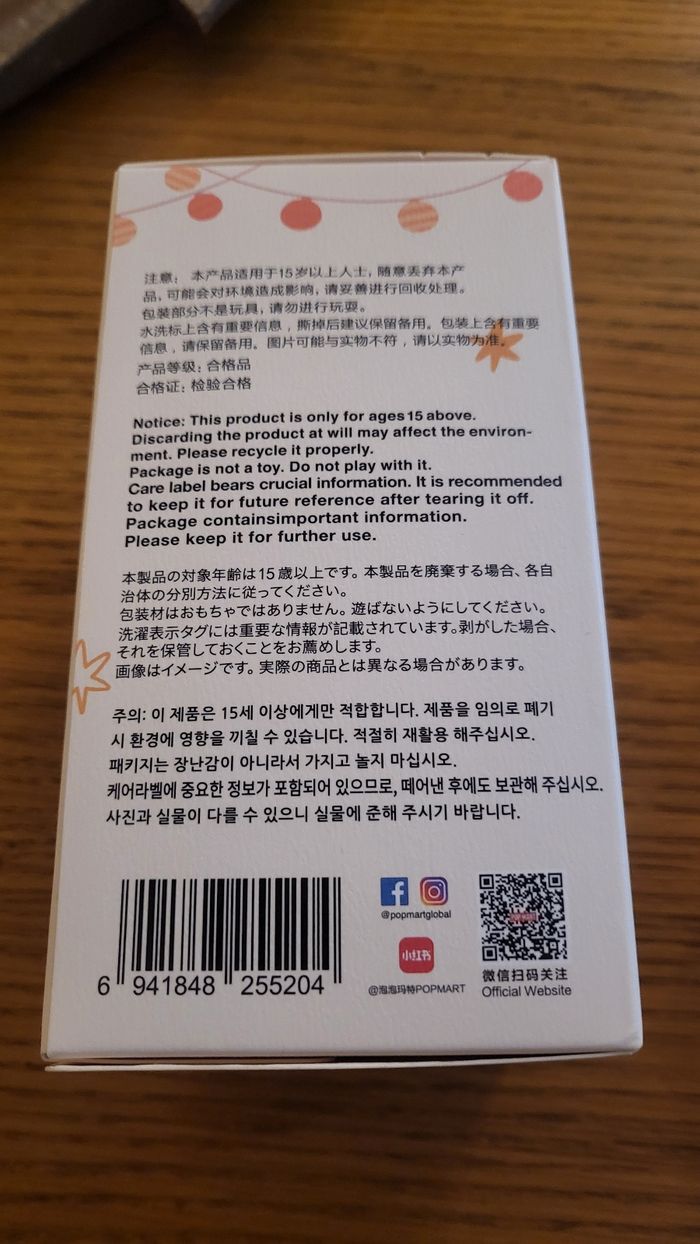 注意： 本产品适用于15岁以上人士, 随意丢弃本产
品, 可能会对环境造成影响, 请妥善进行回收处理。
包装部分不是玩具, 请勿进行玩耍。
水洗标上含有重要信息，撕掉后建议保留备用。包装上含有重要
信息，请保留备用。图片可能与实物不符，请以实物为准。
产品等级: 合格品
合格证: 检验合格
Notice: This product is only for ages15above.
Discarding the product at will may affect the environ-
ment. Please recycle it properly.
Package is not a toy. Do not play with it.
Care label bears crucial information. It is recommended
to keep it for future reference after tearing it off.
Package containsimportant information.
Please keep it for further use.
本製品の対象年齢は15歳以上です。本製品を廃棄する場合、各自
治体の分別方法に従ってください。
包装材はおもちゃではありません。遊ばないようにしてください。
洗濯表示タグには重要な情報が記載されています。剥がした場合、
それを保管しておくことをお薦めします。
画像はイメージです。実際の商品とは異なる場合があります。
주의: 이 제품은 15세 이상에게만 적합합니다. 제품을 임의로 폐기
시 환경에 영향을 끼칠 수 있습니다. 적절히 재활용 해주십시오.
패키지는 장난감이 아니라서 가지고 놀지 마십시오.
케어라벨에 중요한 정보가 포함되어 있으므로, 떼어낸 후에도 보관해 주십시오.
사진과 실물이 다를 수 있으니 실물에 준해 주시기 바랍니다.
6 941848 255204
@popmartglobal
小红书
@泡泡玛特POPMART
POP MART
微信扫码关注
Official Website